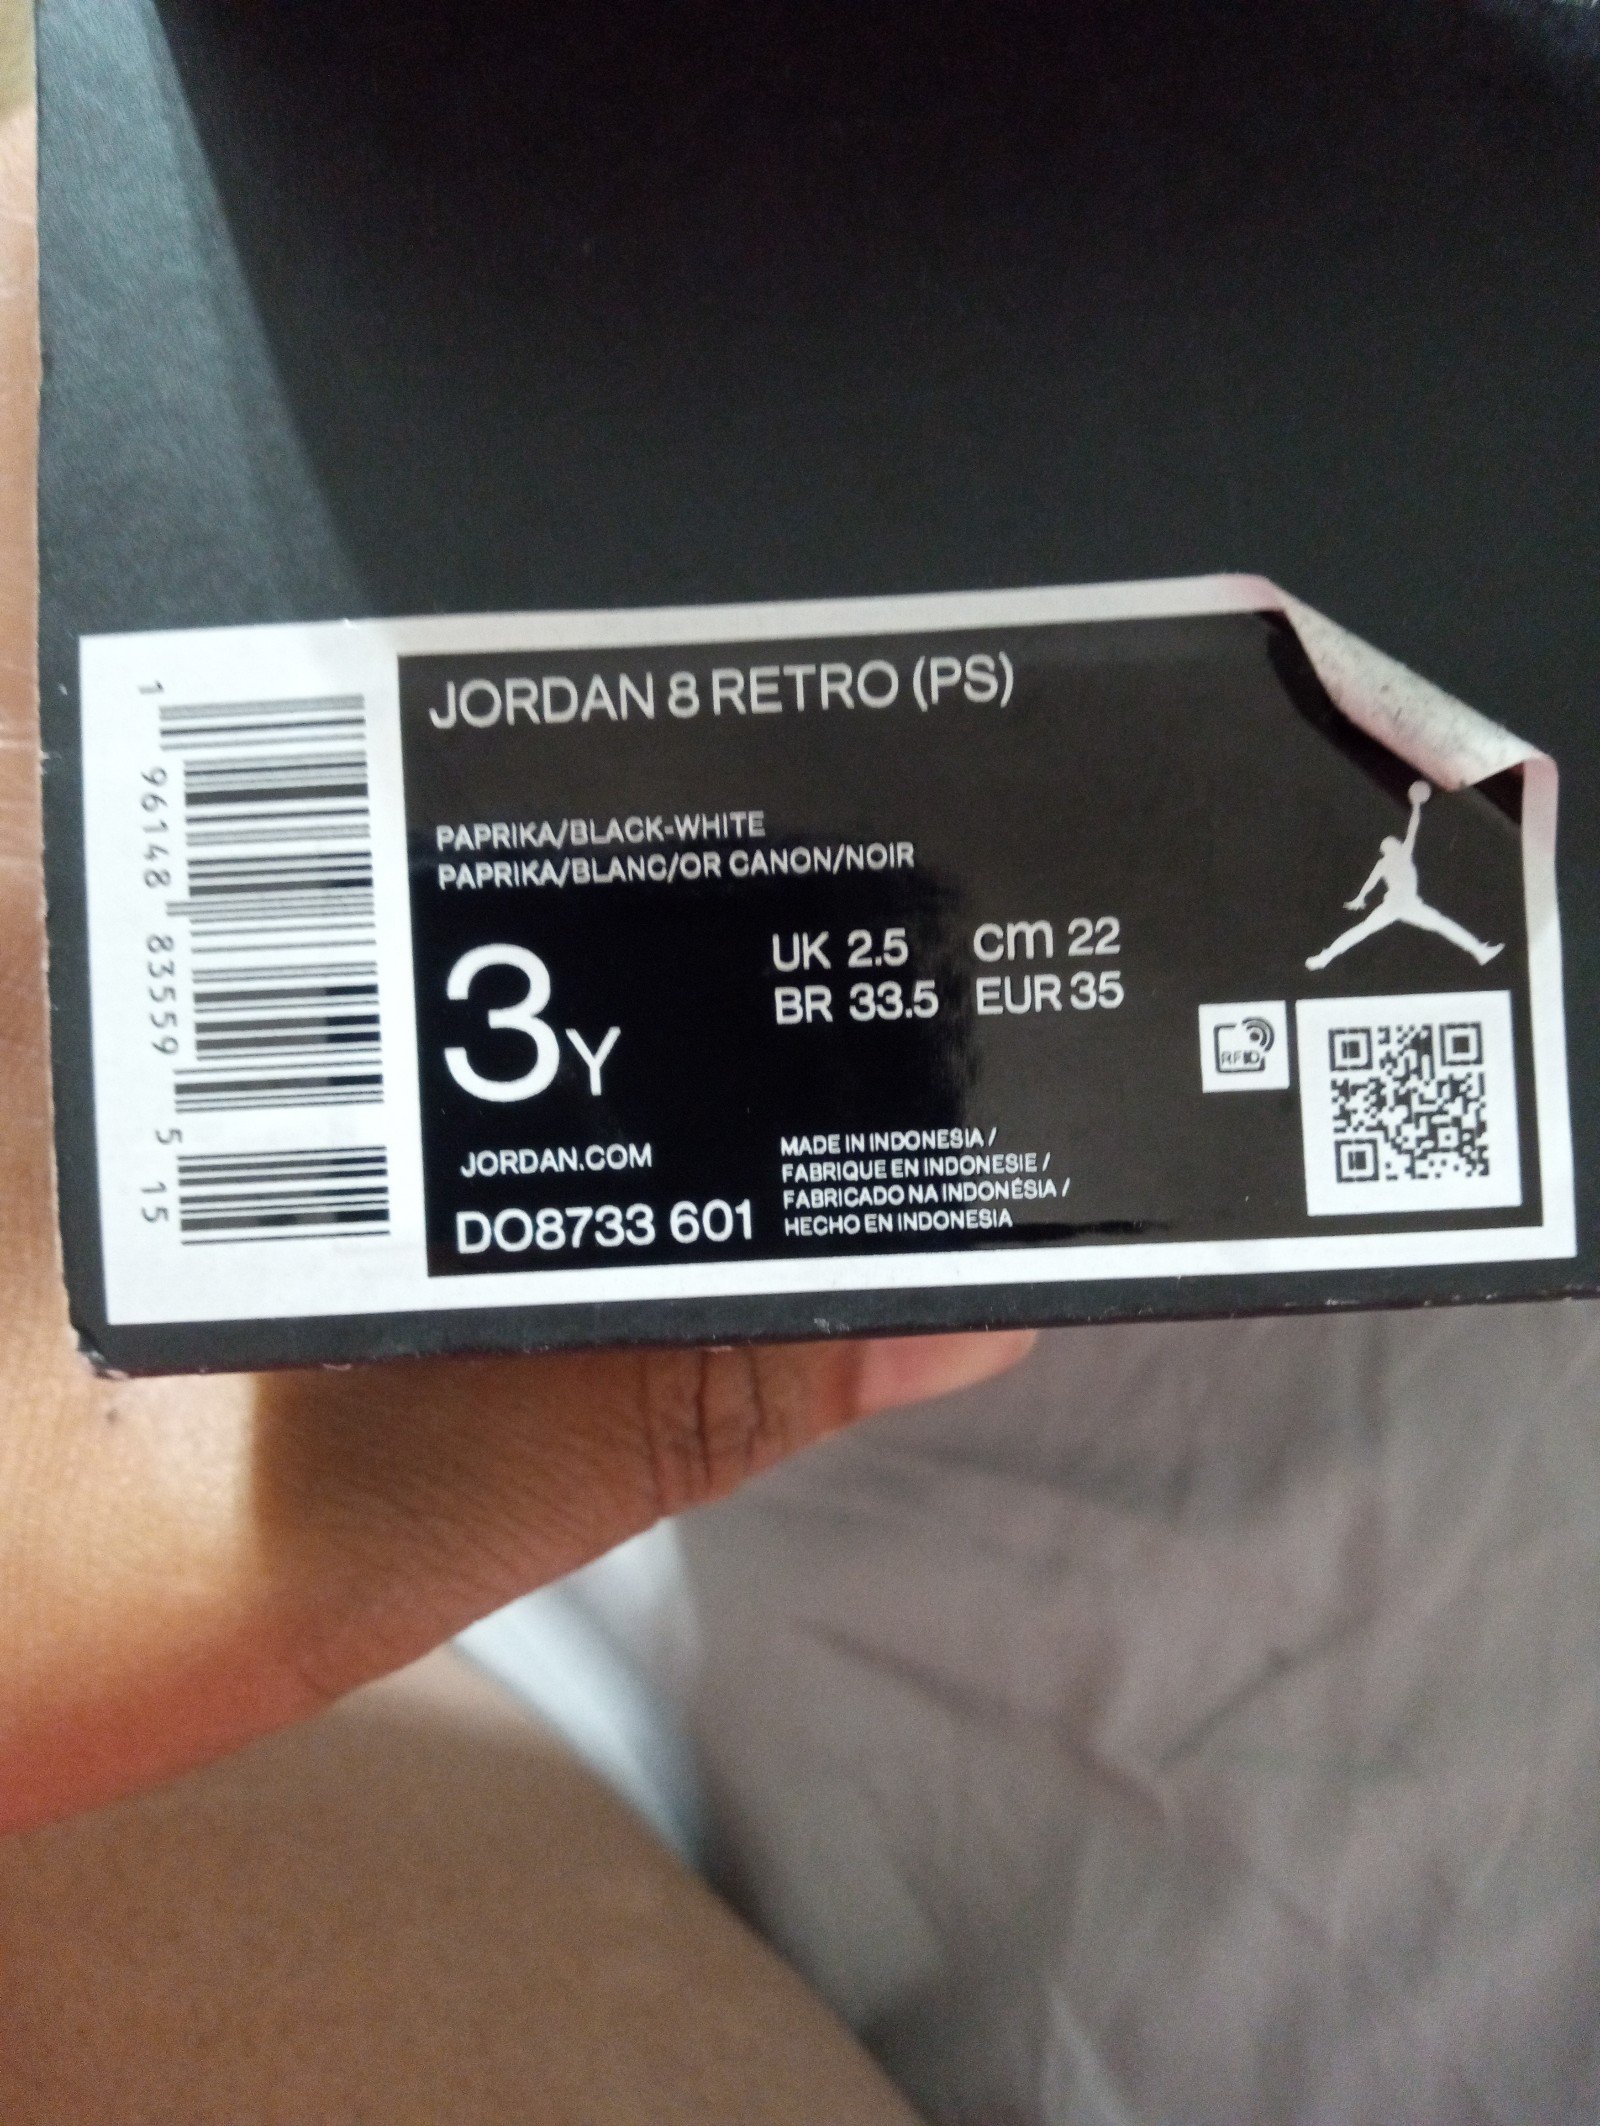 JORDAN 8 RETRO (PS)
PAPRIKA/BLACK-WHITE
PAPRIKA/BLANC/OR CANON/NOIR
3Y
UK 2.5 cm 22
BR 33.5 EUR 35
JORDAN.COM
DO8733 601
MADE IN INDONESIA /
FABRIQUE EN INDONESIE /
FABRICADO NA INDONÉSIA /
HECHO EN INDONESIA
RFID
1 96148 83559 5 15